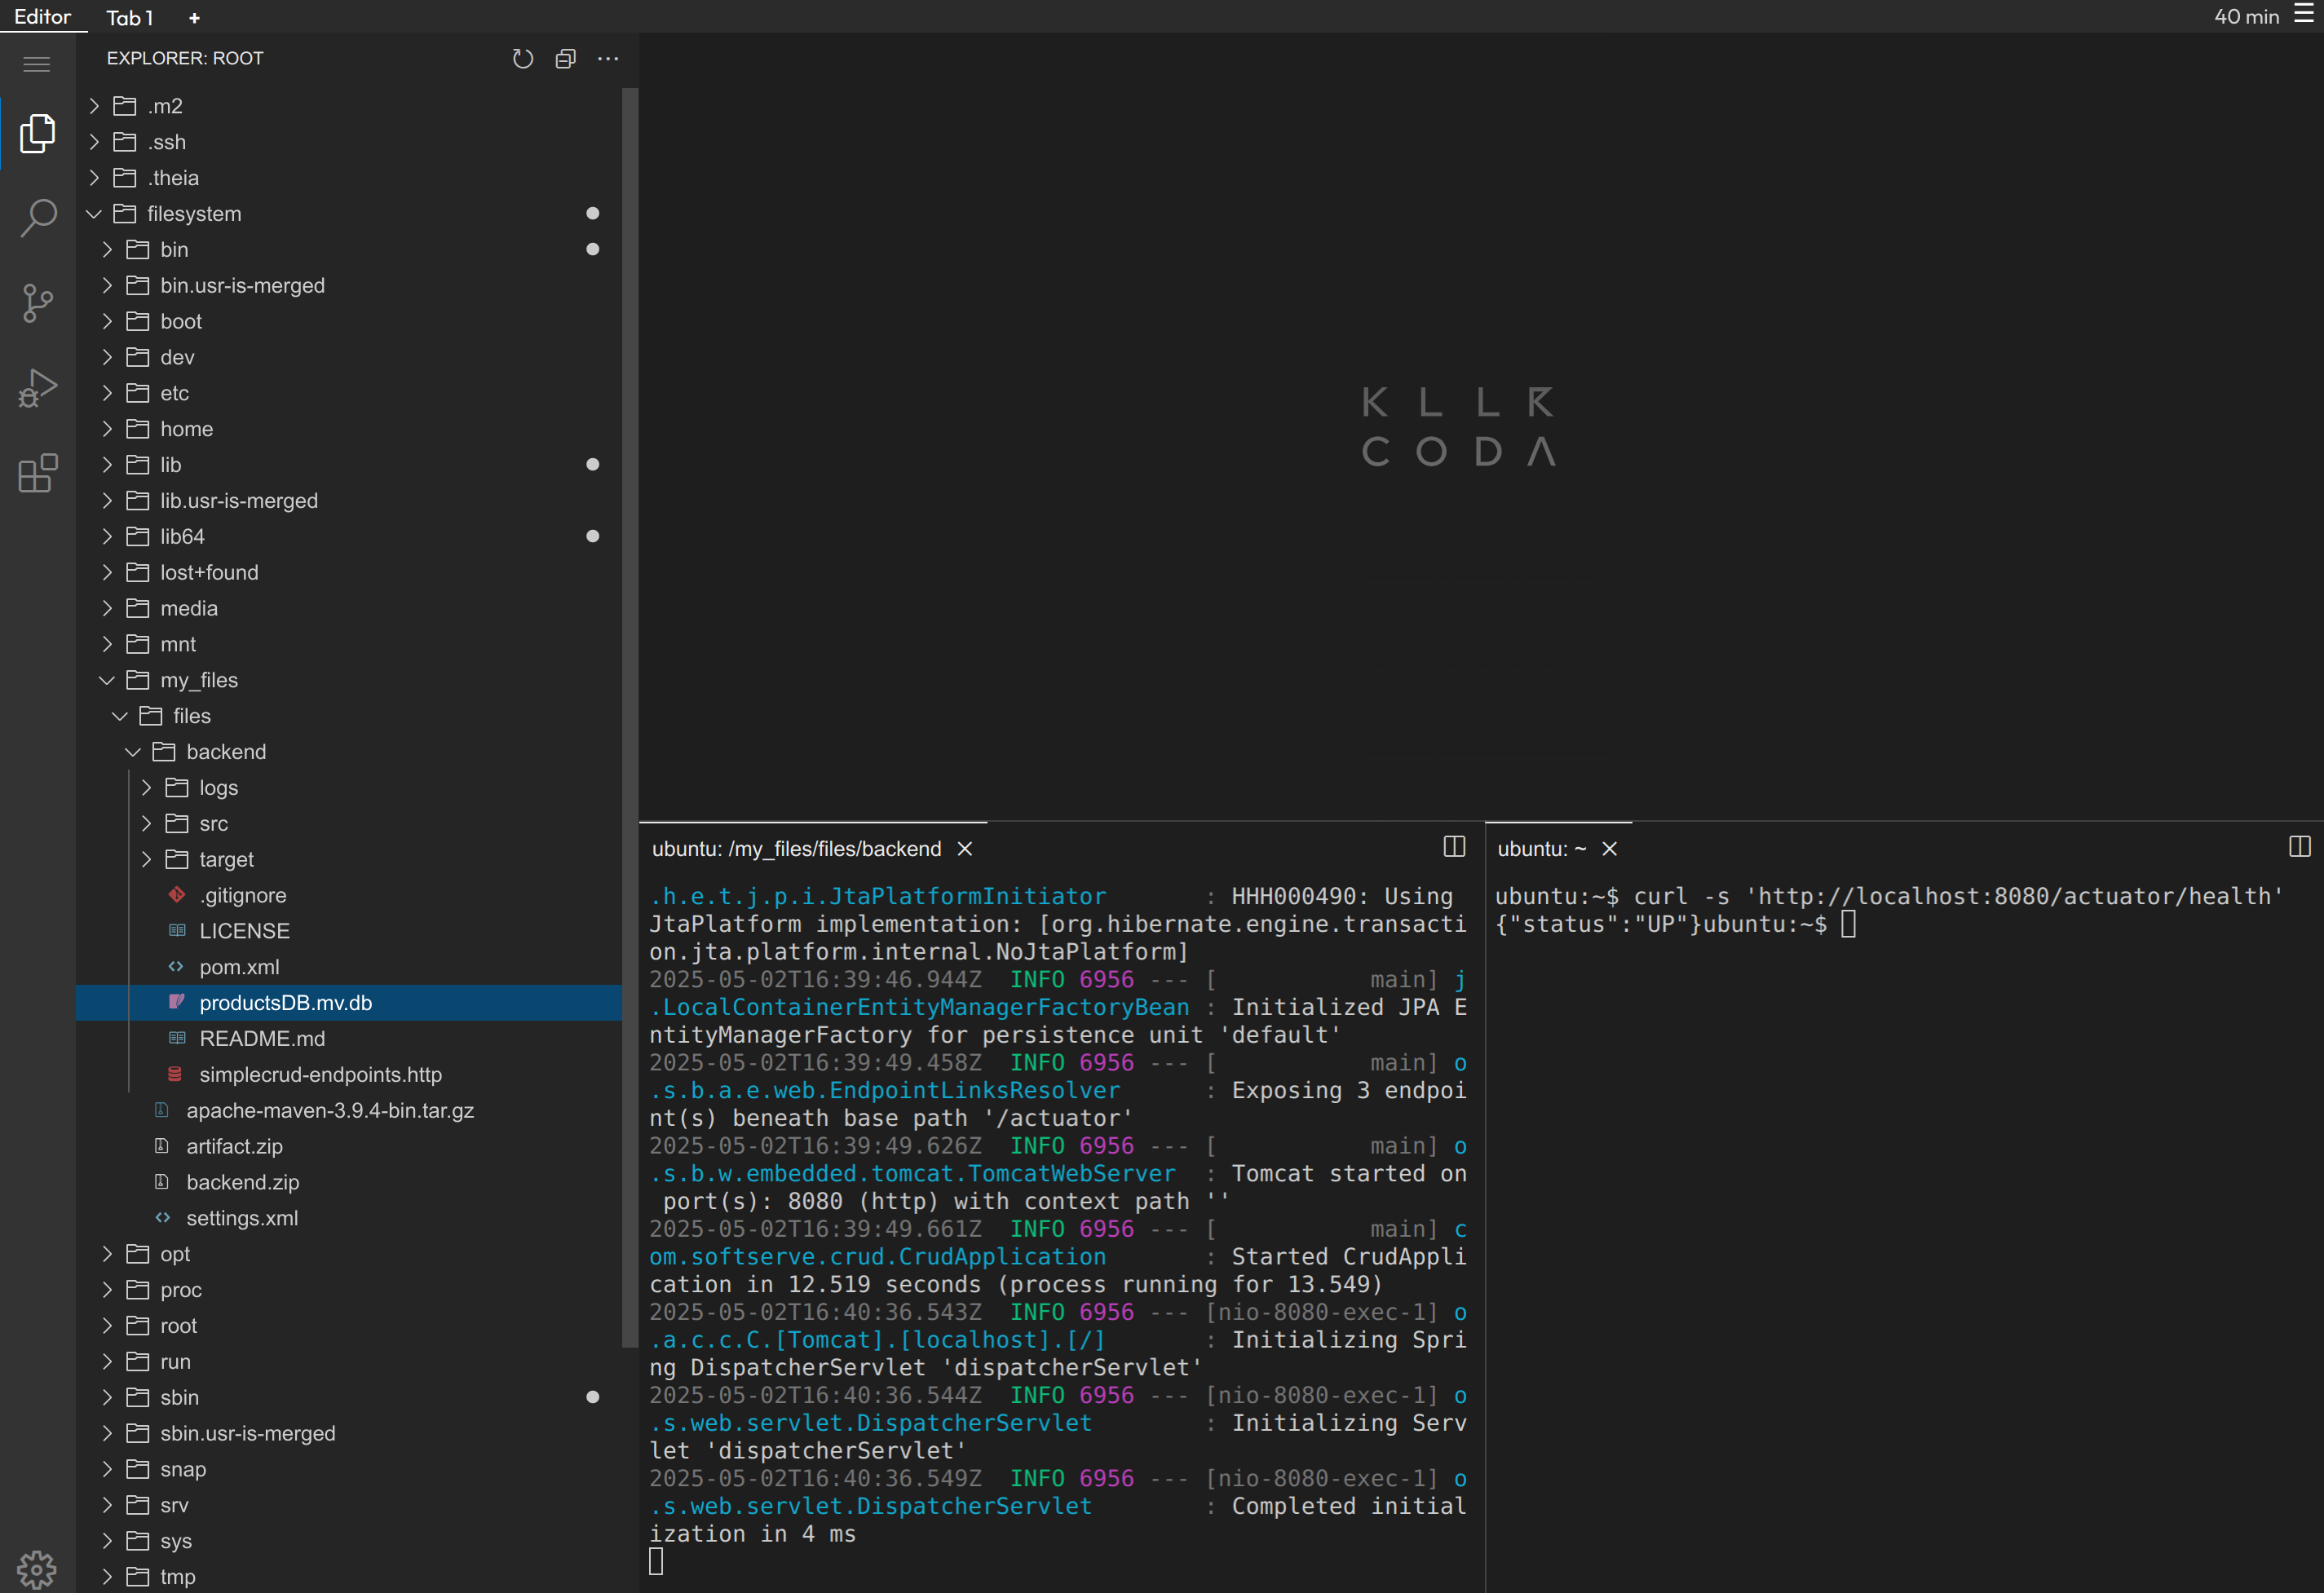 Editor Tab 1 + 40 min
EXPLORER: ROOT
.m2
.ssh
.theia
filesystem
bin
bin.usr-is-merged
boot
dev
etc
home
lib
lib.usr-is-merged
lib64
lost+found
media
mnt
my_files
files
backend
logs
src
target
.gitignore
LICENSE
pom.xml
productsDB.mv.db
README.md
simplecrud-endpoints.http
apache-maven-3.9.4-bin.tar.gz
artifact.zip
backend.zip
settings.xml
opt
proc
root
run
sbin
sbin.usr-is-merged
snap
srv
sys
tmp
KLLR
CODA
ubuntu: /my_files/files/backend
.h.e.t.j.p.i.JtaPlatformInitiator : HHH000490: Using
JtaPlatform implementation: [org.hibernate.engine.transacti
on.jta.platform.internal.NoJtaPlatform]
2025-05-02T16:39:46.944Z INFO 6956 --- [ main] j
.LocalContainerEntityManagerFactoryBean : Initialized JPA E
ntityManagerFactory for persistence unit 'default'
2025-05-02T16:39:49.458Z INFO 6956 --- [ main] o
.s.b.a.e.web.EndpointLinksResolver : Exposing 3 endpoi
nt(s) beneath base path '/actuator'
2025-05-02T16:39:49.626Z INFO 6956 --- [ main] o
.s.b.w.embedded.tomcat.TomcatWebServer : Tomcat started on
port(s): 8080 (http) with context path ''
2025-05-02T16:39:49.661Z INFO 6956 --- [ main] c
om.softserve.crud.CrudApplication : Started CrudAppli
cation in 12.519 seconds (process running for 13.549)
2025-05-02T16:40:36.543Z INFO 6956 --- [nio-8080-exec-1] o
.a.c.c.C.[Tomcat].[localhost].[/] : Initializing Spri
ng DispatcherServlet 'dispatcherServlet'
2025-05-02T16:40:36.544Z INFO 6956 --- [nio-8080-exec-1] o
.s.web.servlet.DispatcherServlet : Initializing Serv
let 'dispatcherServlet'
2025-05-02T16:40:36.549Z INFO 6956 --- [nio-8080-exec-1] o
.s.web.servlet.DispatcherServlet : Completed initial
ization in 4 ms
ubuntu: ~
ubuntu:~$ curl -s 'http://localhost:8080/actuator/health'
{"status":"UP"}ubuntu:~$